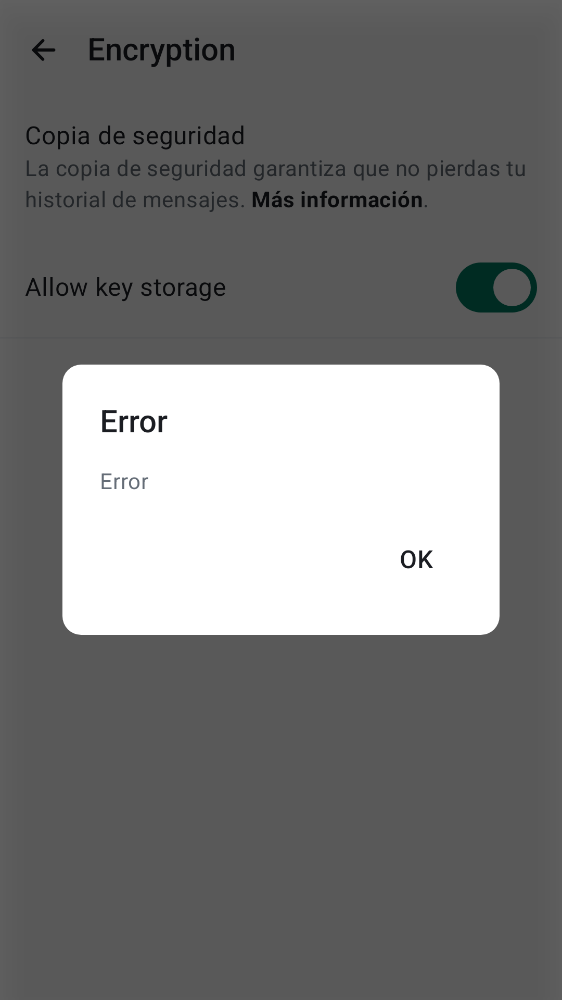 Encryption
Copia de seguridad
La copia de seguridad garantiza que no pierdas tu
historial de mensajes. Más información.
Allow key storage
Error
Error
OK